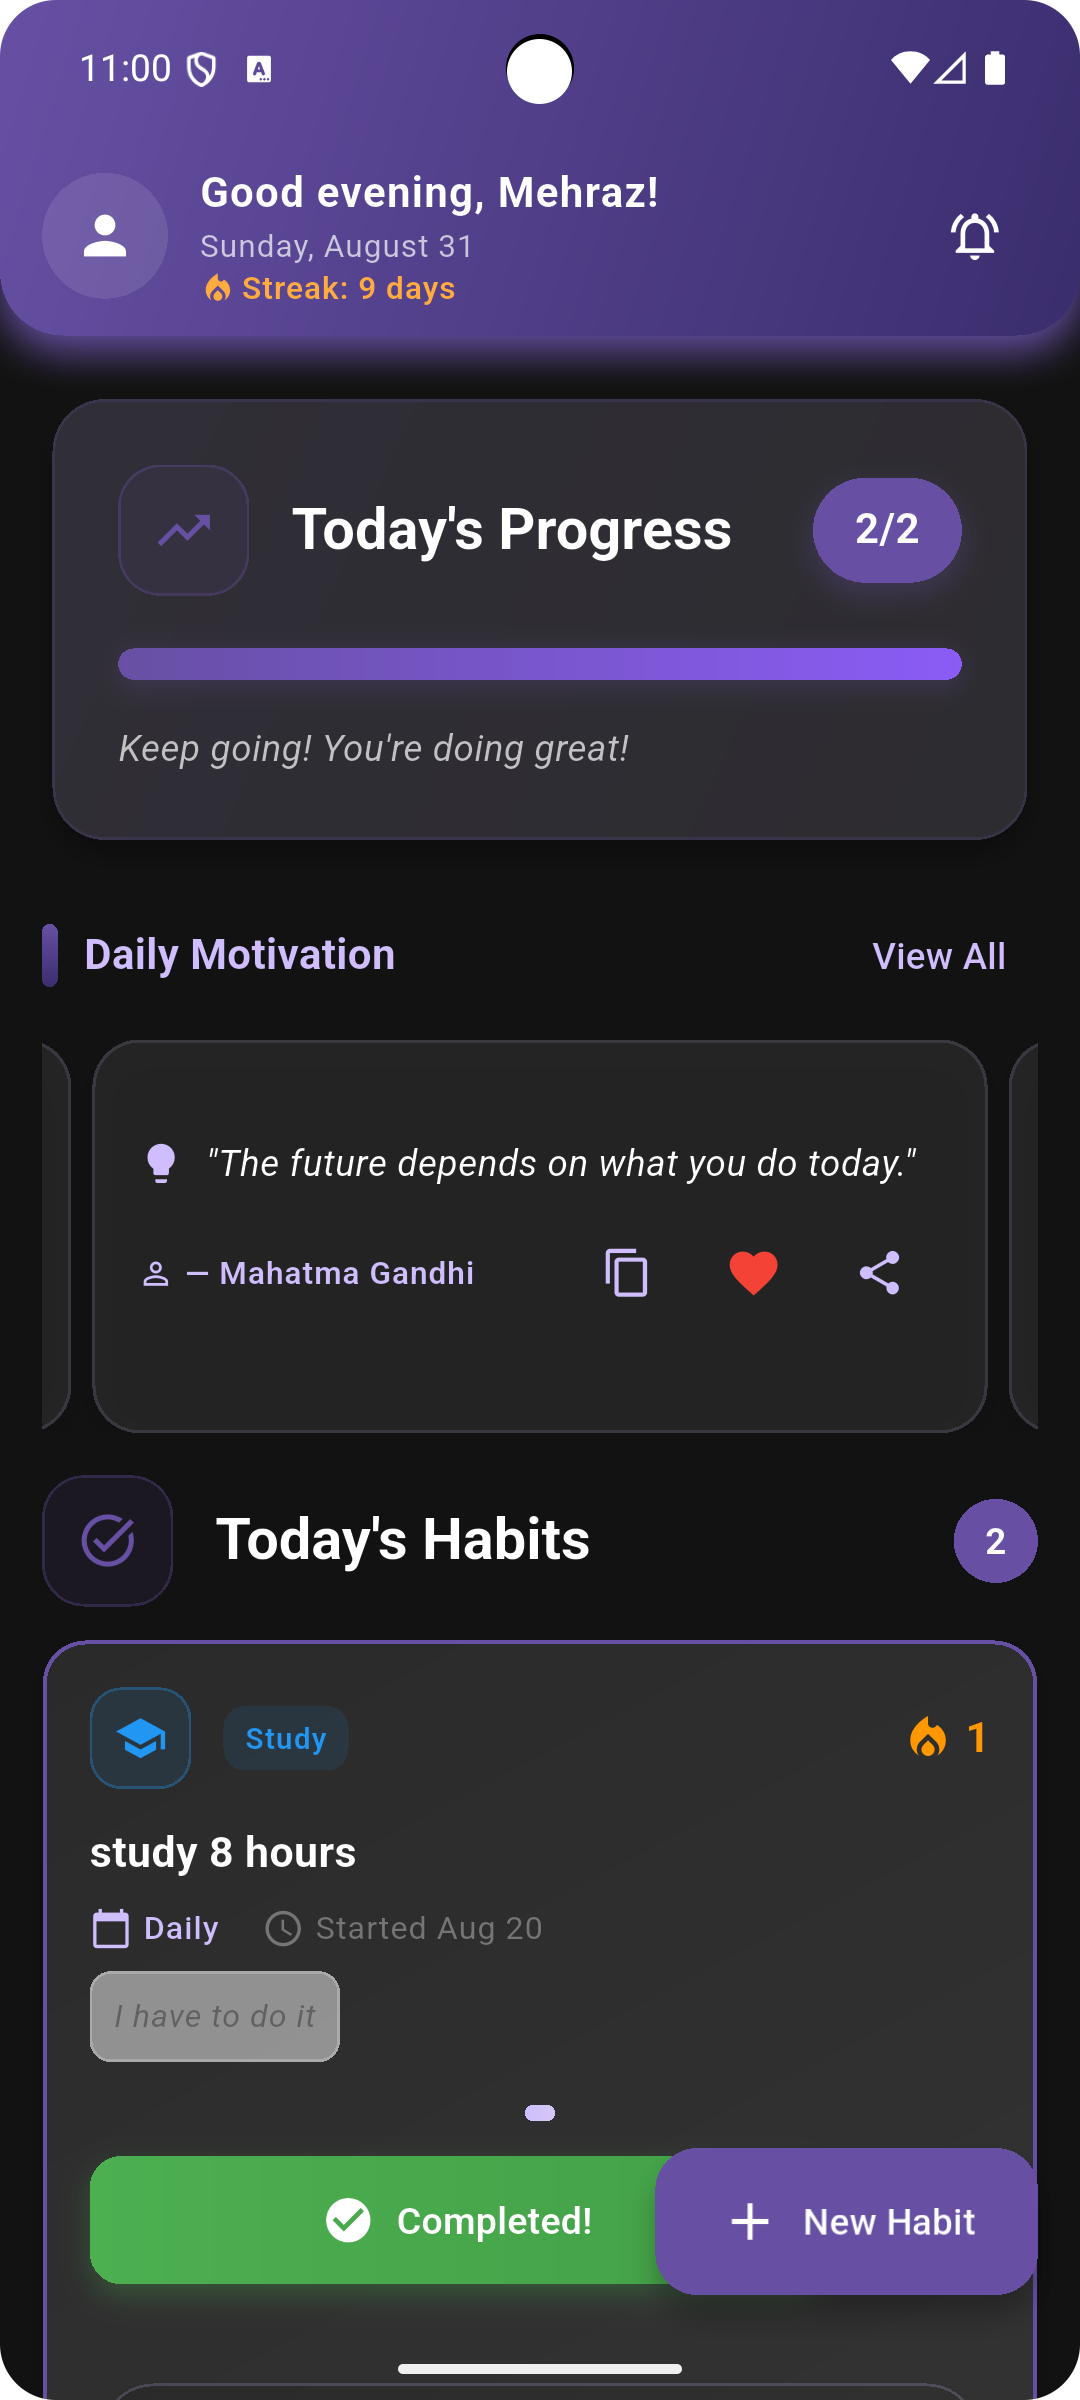 11:00
Good evening, Mehraz!
Sunday, August 31
Streak: 9 days
Today's Progress
2/2
Keep going! You're doing great!
Daily Motivation
View All
"The future depends on what you do today."
— Mahatma Gandhi
Today's Habits
2
Study
1
study 8 hours
Daily
Started Aug 20
I have to do it
Completed!
New Habit